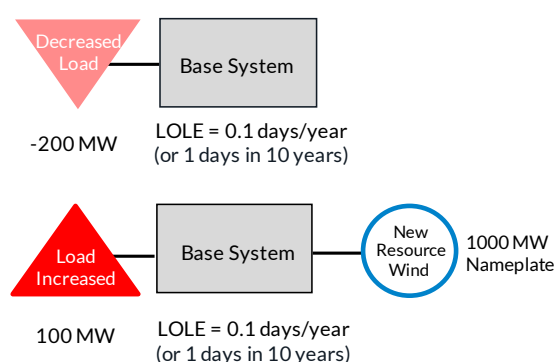 Decreased
Load
Base System
-200 MW
LOLE = 0.1 days/year
(or 1 days in 10 years)
Load
Increased
Base System
New
Resource
Wind
1000 MW
Nameplate
100 MW
LOLE = 0.1 days/year
(or 1 days in 10 years)